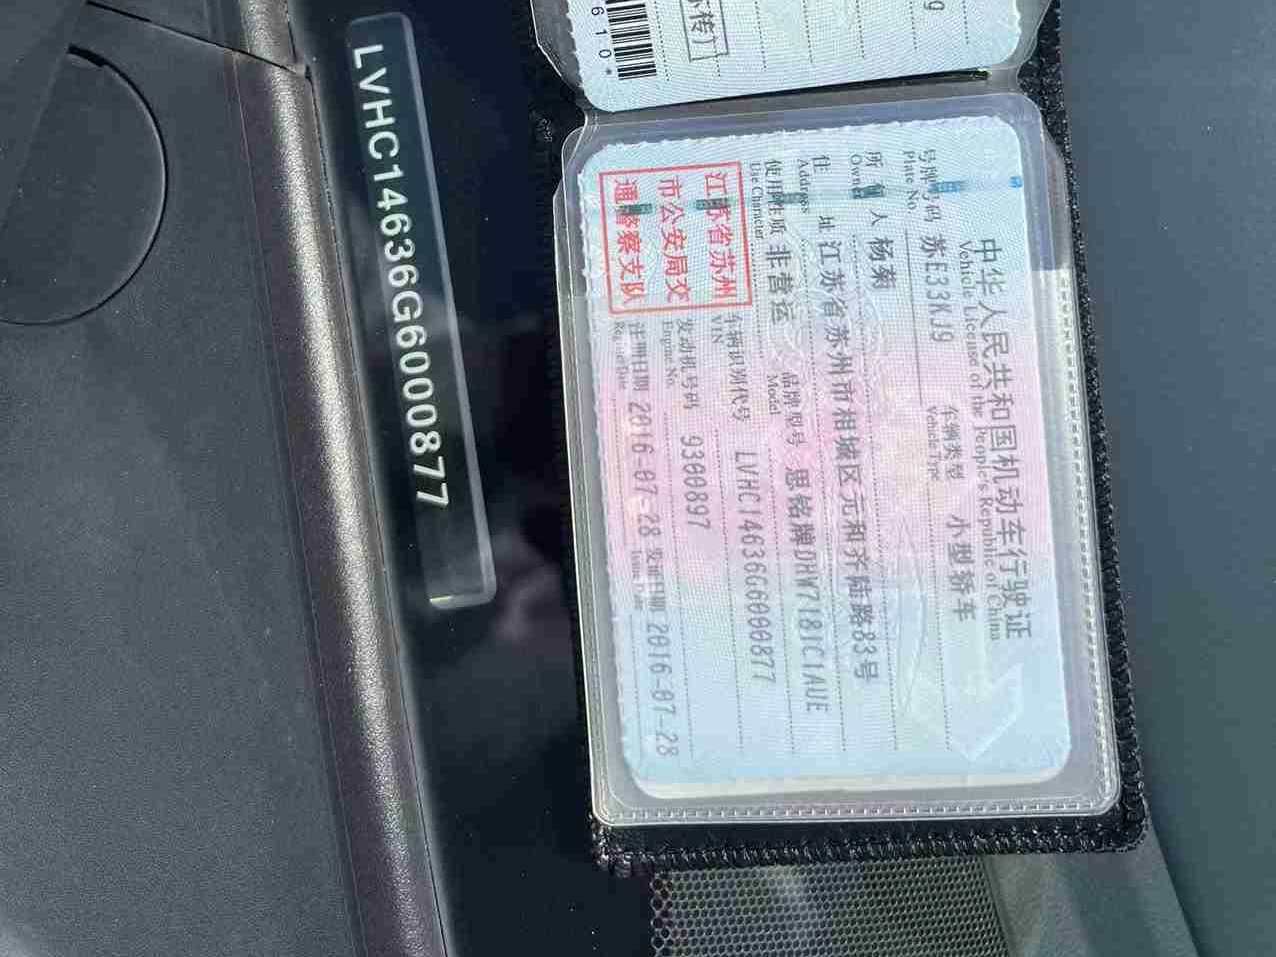 LVHC14636G6000877
610*
中华人民共和国机动车行驶证
Vehicle License of the People's Republic of China
号牌号码 苏E33KJ9 车辆类型 小型轿车
Plate No. Vehicle Type
所有人 杨菊
Owner
住址 江苏省苏州市相城区元和齐陆路83号
Address
使用性质 非营运 品牌型号 思铭牌DHW7181C1AUE
Use Character Model
江苏省苏州
市公安局交
通警察支队
车辆识别代号 LVHC14636G6000877
VIN
发动机号码 9300897
Engine No.
注册日期 2016-07-28 发证日期 2016-07-28
Register Date Issue Date